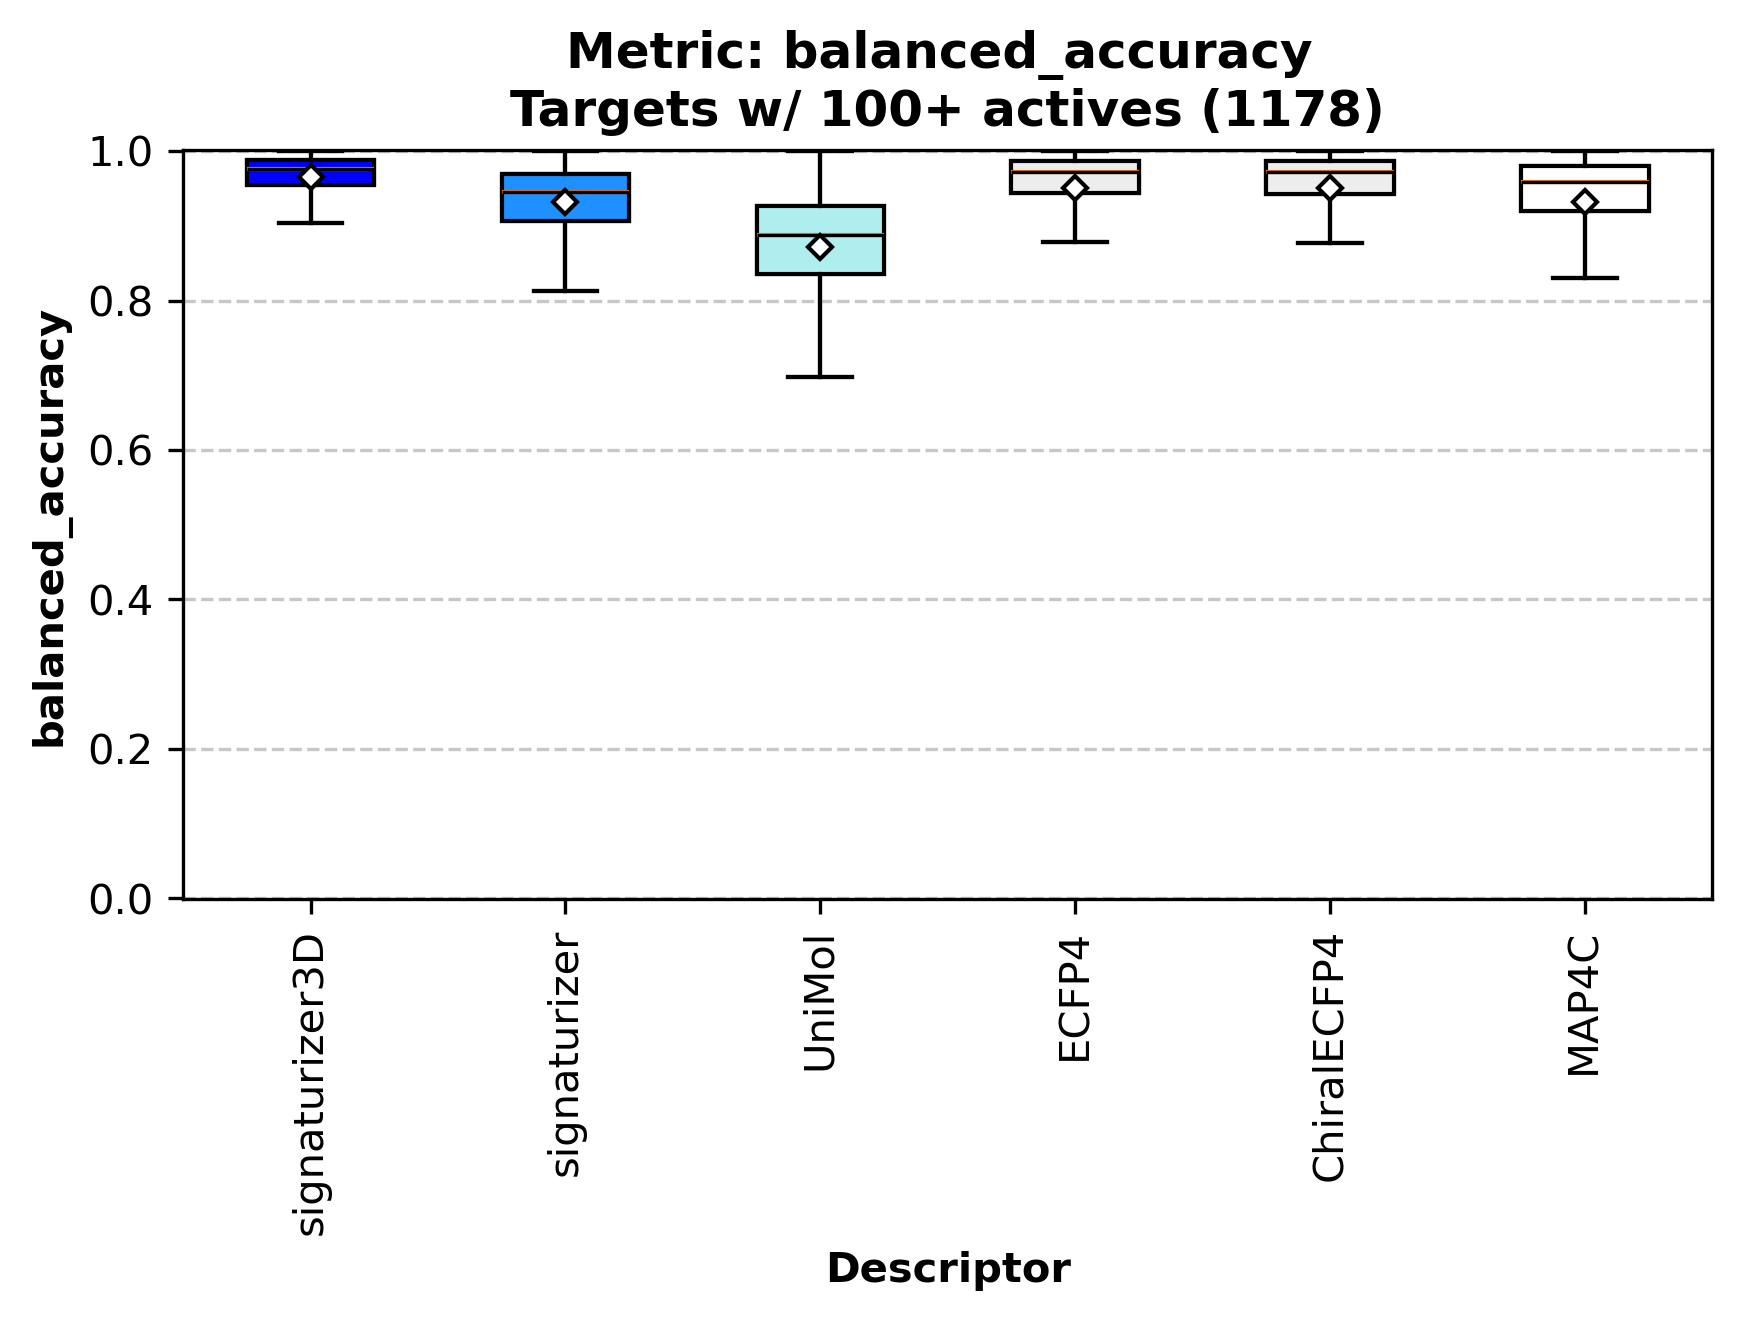 Metric: balanced_accuracy
Targets w/ 100+ actives (1178)
balanced_accuracy
1.0
0.8
0.6
0.4
0.2
0.0
signaturizer3D
signaturizer
UniMol
ECFP4
ChiralECFP4
MAP4C
Descriptor